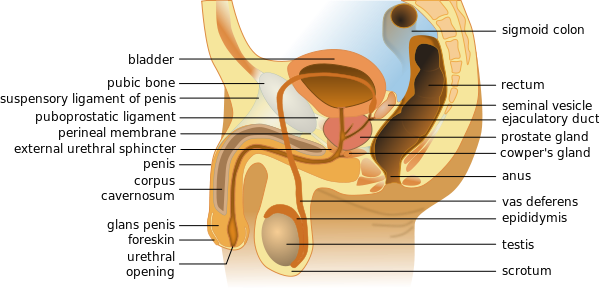 bladder
pubic bone
suspensory ligament of penis
puboprostatic ligament
perineal membrane
external urethral sphincter
penis
corpus
cavernosum
glans penis
foreskin
urethral
opening
sigmoid colon
rectum
seminal vesicle
ejaculatory duct
prostate gland
cowper's gland
anus
vas deferens
epididymis
testis
scrotum